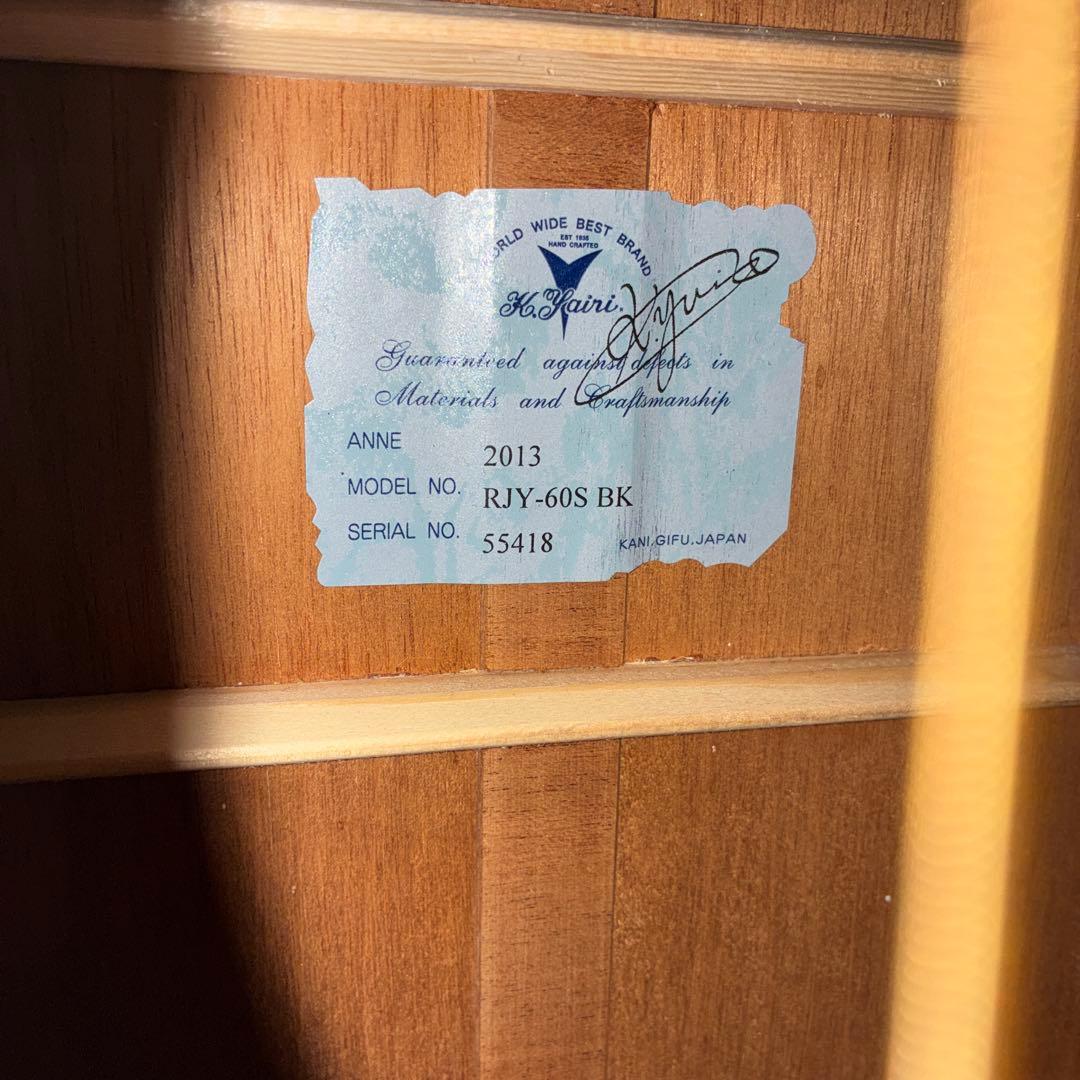 WORLD WIDE BEST BRAND
EST 1935
HAND CRAFTED
K.Yairi.
K.Yairi
Guaranteed against defects in
Materials and Craftsmanship
ANNE 2013
MODEL NO. RJY-60S BK
SERIAL NO. 55418
KANI,GIFU.JAPAN